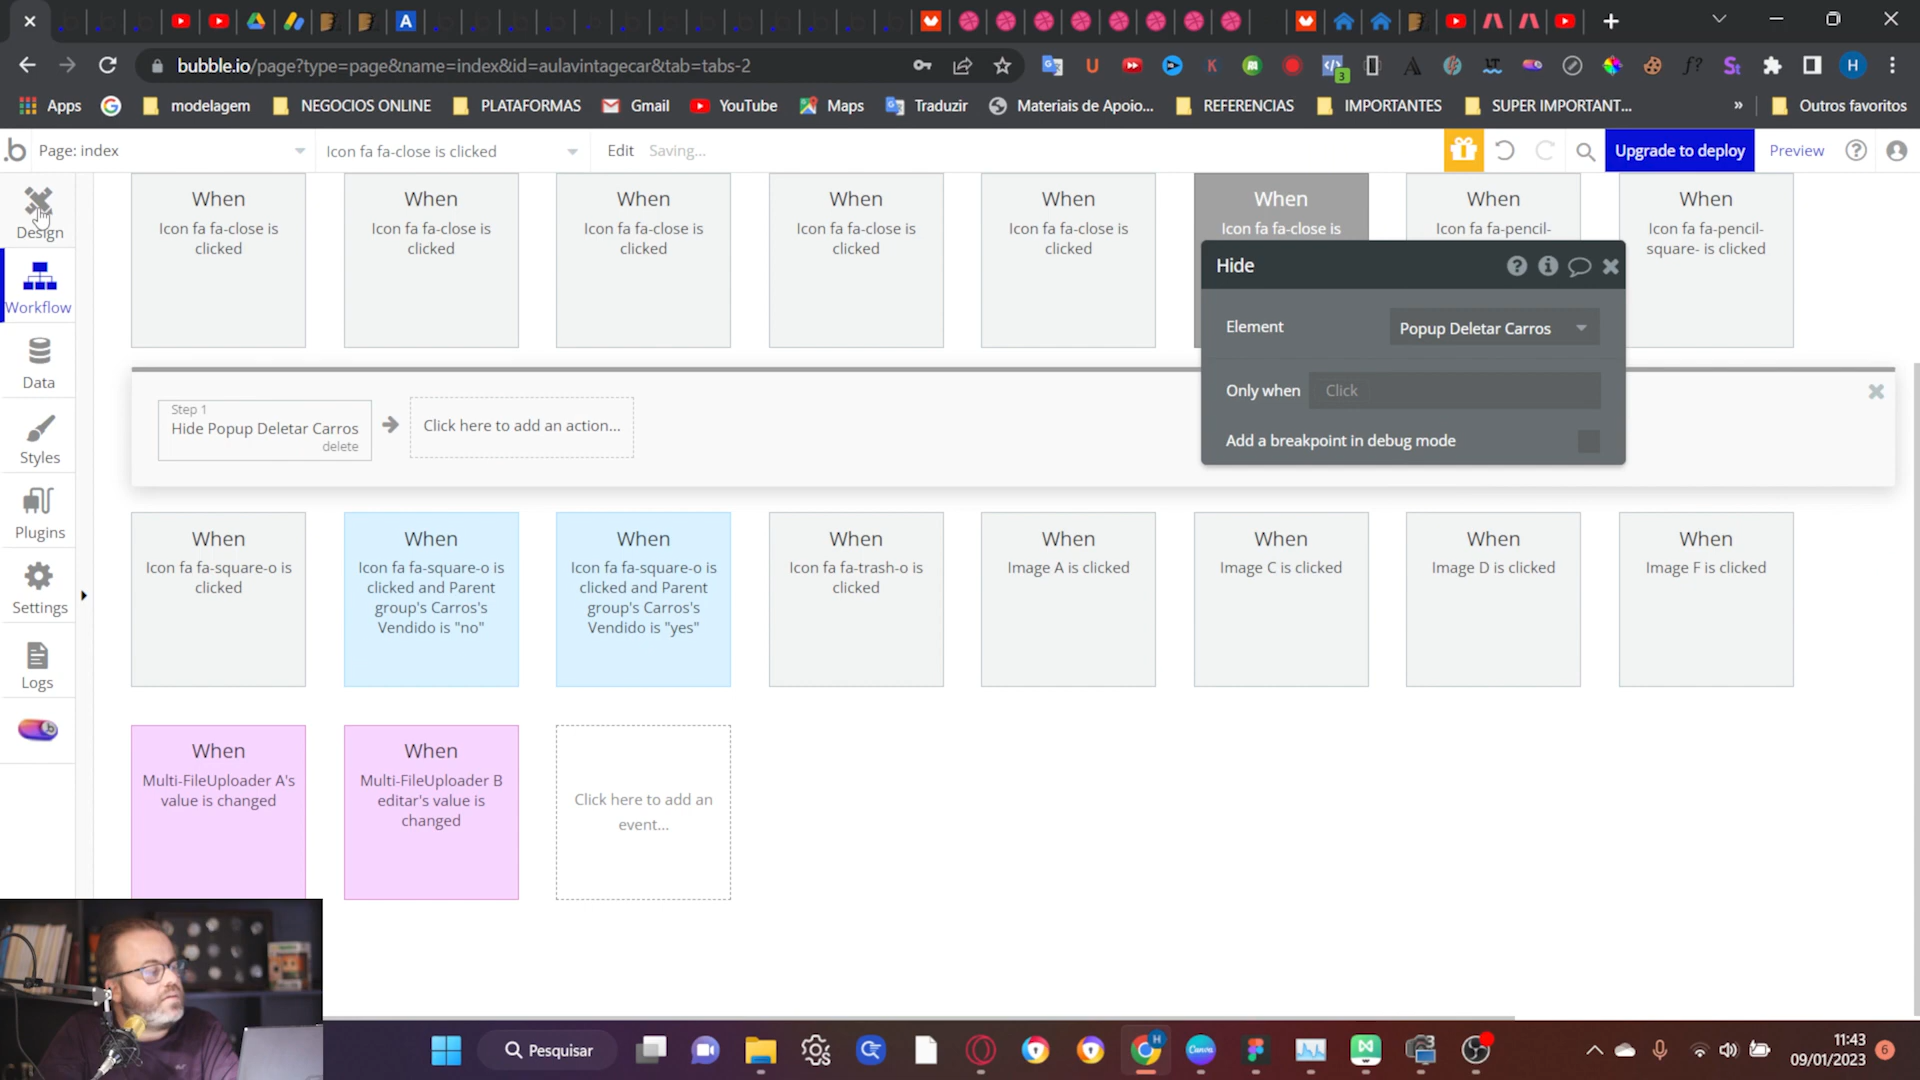 bubble.io/page?type=page&name=index&id=aulavintagecar&tab=tabs-2
Apps
modelagem
NEGOCIOS ONLINE
PLATAFORMAS
Gmail
YouTube
Maps
Traduzir
Materiais de Apoio...
REFERENCIAS
IMPORTANTES
SUPER IMPORTANT...
»
Outros favoritos
Page: index
Icon fa fa-close is clicked
Edit
Saving...
Upgrade to deploy
Preview
Design
Workflow
Data
Styles
Plugins
Settings
Logs
When
Icon fa fa-close is
clicked
When
Icon fa fa-close is
clicked
When
Icon fa fa-close is
clicked
When
Icon fa fa-close is
clicked
When
Icon fa fa-close is
clicked
When
Icon fa fa-close is
When
Icon fa fa-pencil-
When
Icon fa fa-pencil-
square- is clicked
Hide
Element
Popup Deletar Carros
Only when
Click
Add a breakpoint in debug mode
Step 1
Hide Popup Deletar Carros
delete
Click here to add an action...
When
Icon fa fa-square-o is
clicked
When
Icon fa fa-square-o is
clicked and Parent
group's Carros's
Vendido is "no"
When
Icon fa fa-square-o is
clicked and Parent
group's Carros's
Vendido is "yes"
When
Icon fa fa-trash-o is
clicked
When
Image A is clicked
When
Image C is clicked
When
Image D is clicked
When
Image F is clicked
When
Multi-FileUploader A's
value is changed
When
Multi-FileUploader B
editar's value is
changed
Click here to add an
event...
Pesquisar
11:43
09/01/2023
6